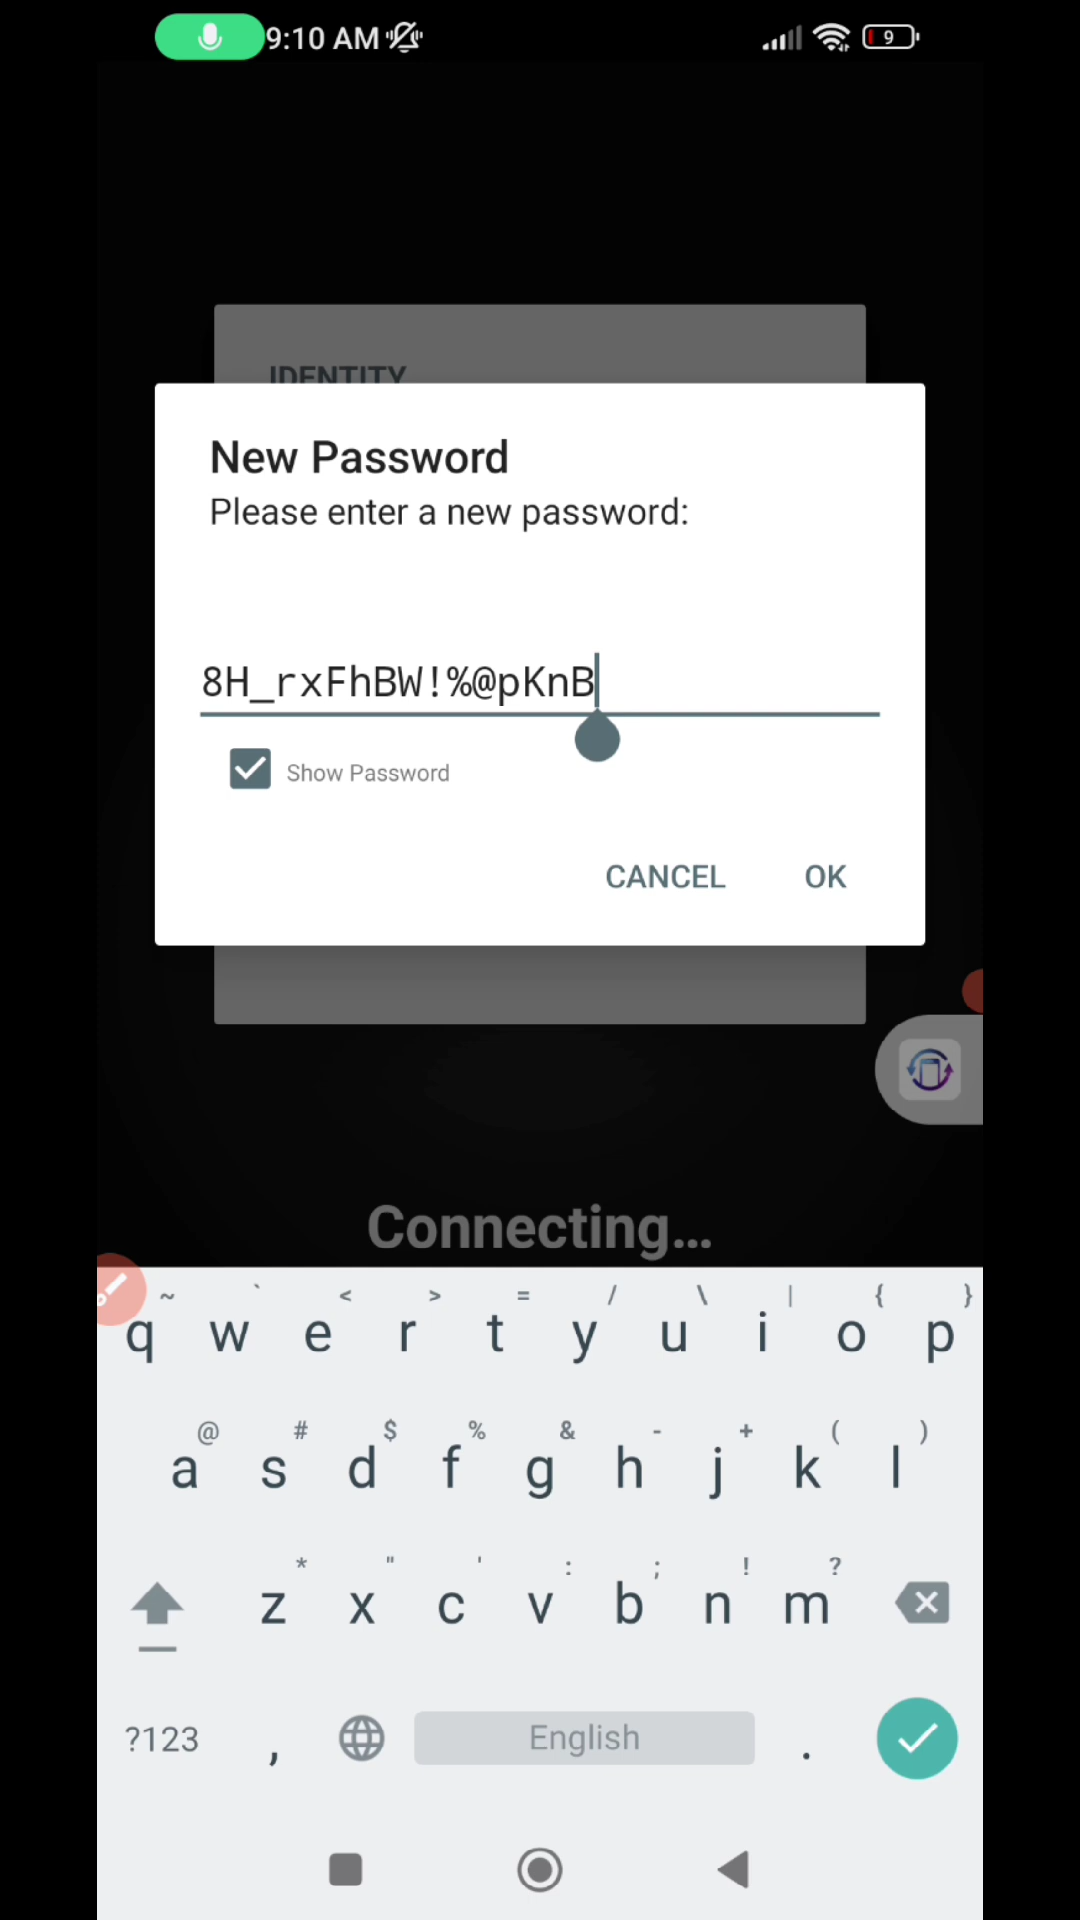 9:10 AM
9
IDENTITY
New Password
Please enter a new password:
8H_rxFhBW!%@pKnB
Show Password
CANCEL OK
Connecting...
~ ` < > = / \ | { }
q w e r t y u i o p
@ # $ % & - + ( )
a s d f g h j k l
* " ' : ; ! ?
z x c v b n m
?123 , English .